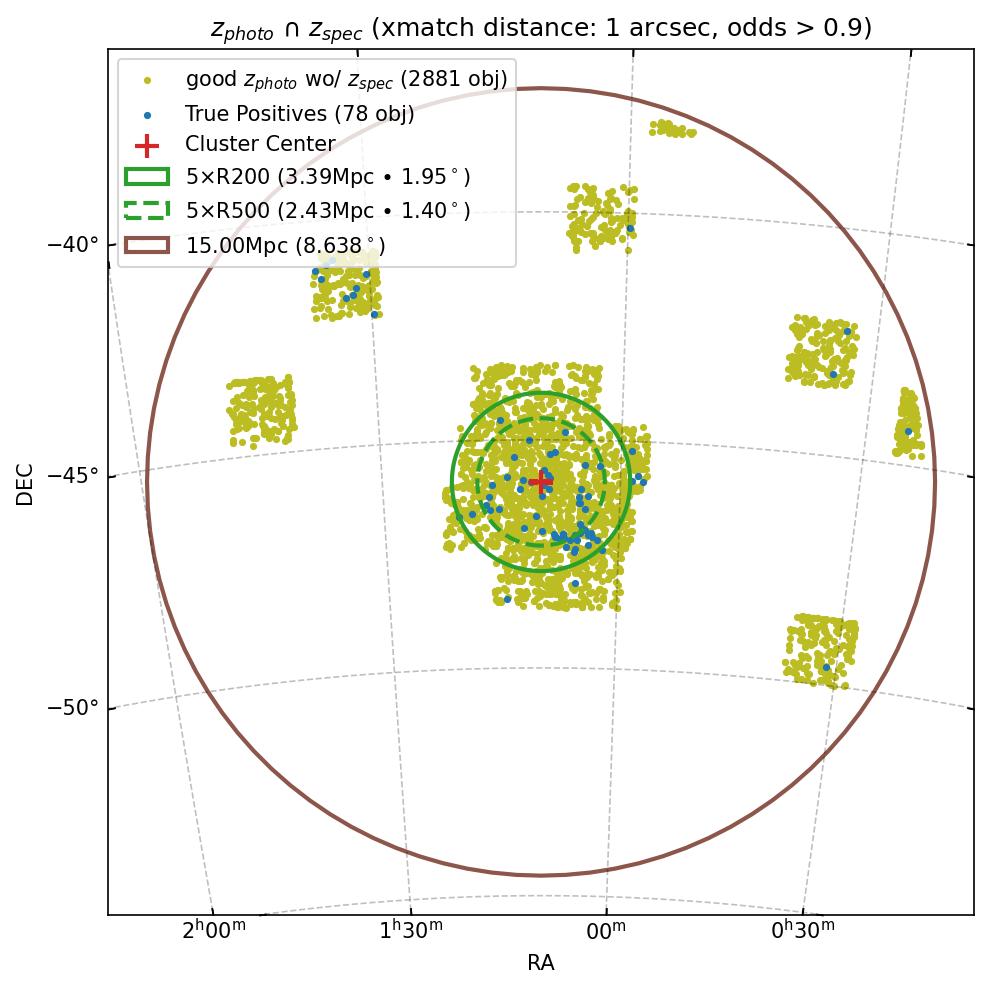 z_photo ∩ z_spec (xmatch distance: 1 arcsec, odds > 0.9)
good z_photo wo/ z_spec (2881 obj)
True Positives (78 obj)
Cluster Center
5×R200 (3.39Mpc • 1.95°)
5×R500 (2.43Mpc • 1.40°)
15.00Mpc (8.638°)
−40°
−45°
−50°
DEC
2ʰ00ᵐ 1ʰ30ᵐ 00ᵐ 0ʰ30ᵐ
RA